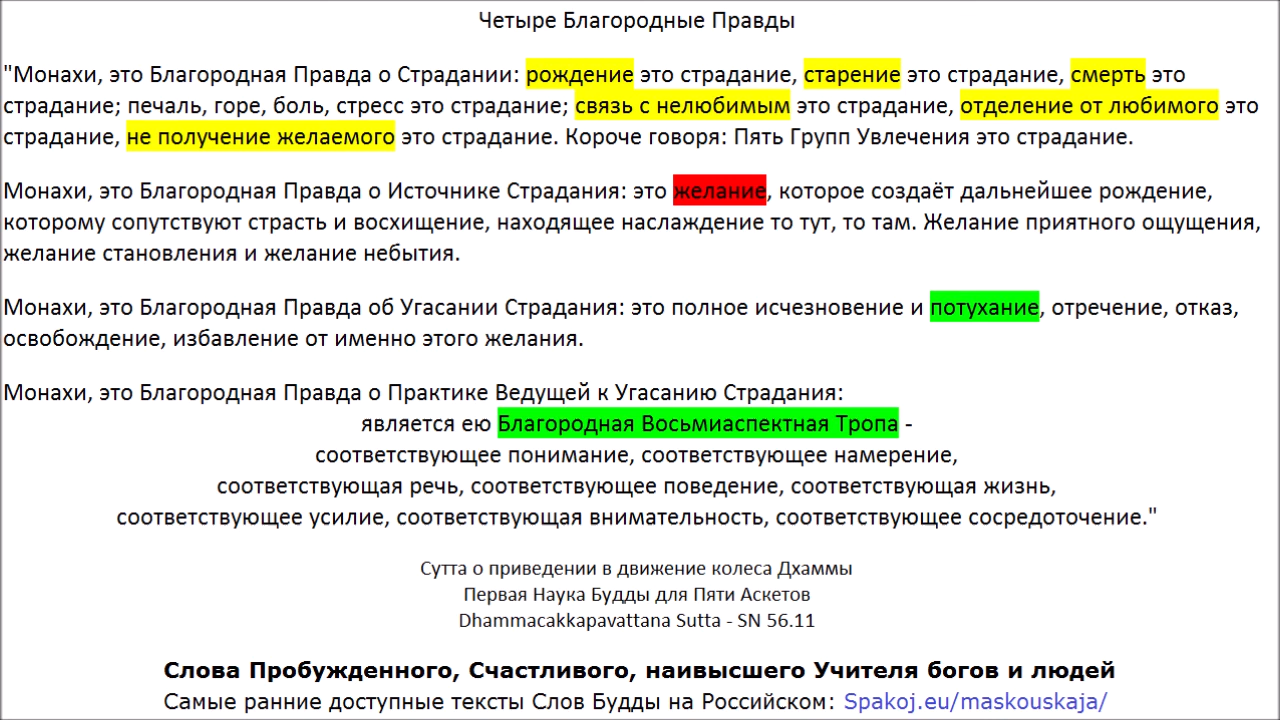 Четыре Благородные Правды
"Монахи, это Благородная Правда о Страдании: рождение это страдание, старение это страдание, смерть это
страдание; печаль, горе, боль, стресс это страдание; связь с нелюбимым это страдание, отделение от любимого это
страдание, не получение желаемого это страдание. Короче говоря: Пять Групп Увлечения это страдание.
Монахи, это Благородная Правда о Источнике Страдания: это желание, которое создаёт дальнейшее рождение,
которому сопутствуют страсть и восхищение, находящее наслаждение то тут, то там. Желание приятного ощущения,
желание становления и желание небытия.
Монахи, это Благородная Правда об Угасании Страдания: это полное исчезновение и потухание, отречение, отказ,
освобождение, избавление от именно этого желания.
Монахи, это Благородная Правда о Практике Ведущей к Угасанию Страдания:
является ею Благородная Восьмиаспектная Тропа -
соответствующее понимание, соответствующее намерение,
соответствующая речь, соответствующее поведение, соответствующая жизнь,
соответствующее усилие, соответствующая внимательность, соответствующее сосредоточение."
Сутта о приведении в движение колеса Дхаммы
Первая Наука Будды для Пяти Аскетов
Dhammacakkapavattana Sutta - SN 56.11
Слова Пробужденного, Счастливого, наивысшего Учителя богов и людей
Самые ранние доступные тексты Слов Будды на Российском: Spakoj.eu/maskouskaja/